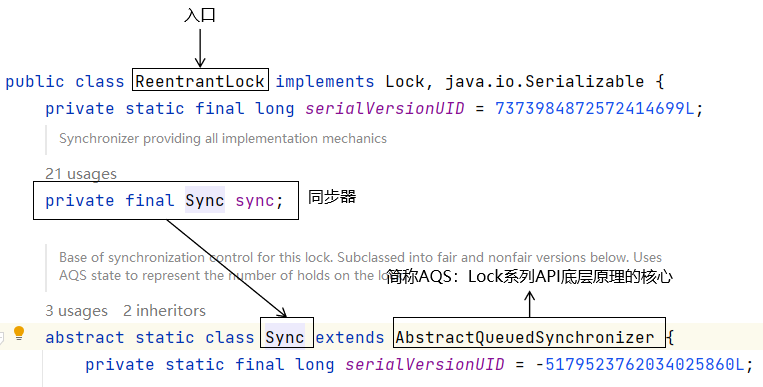 入口
public class ReentrantLock implements Lock, java.io.Serializable {
private static final long serialVersionUID = 7373984872572414699L;
Synchronizer providing all implementation mechanics
21 usages
private final Sync sync;
同步器
Base of synchronization control for this lock. Subclassed into fair and nonfair versions below. Uses
AQS state to represent the number of holds on the lo
简称AQS：Lock系列API底层原理的核心
3 usages 2 inheritors
abstract static class Sync extends AbstractQueuedSynchronizer {
private static final long serialVersionUID = -5179523762034025860L;